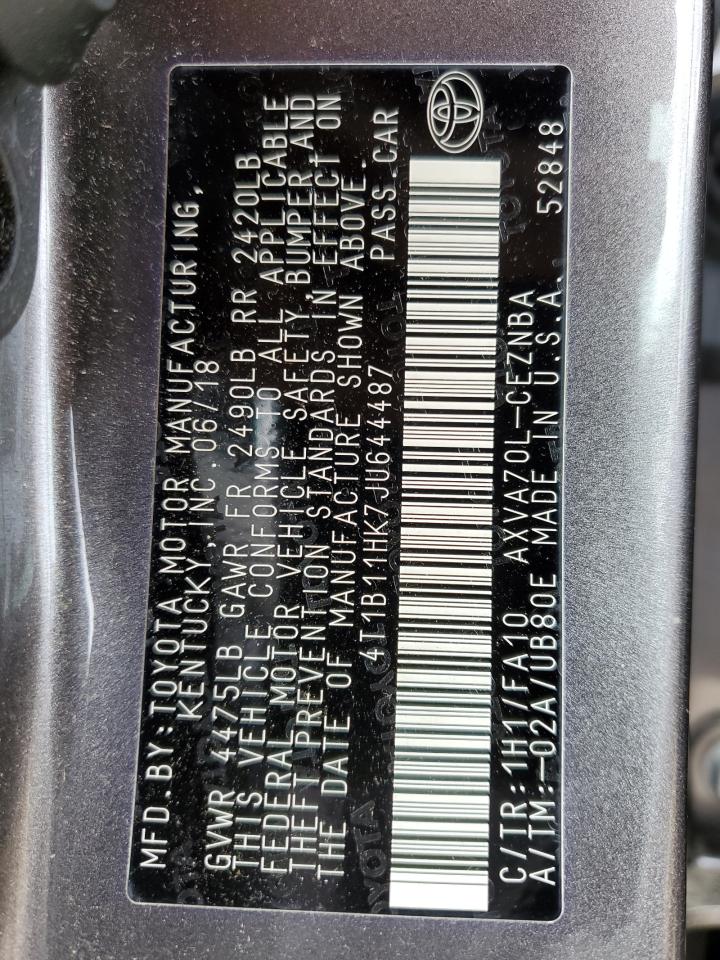 MFD.BY:TOYOTA MOTOR MANUFACTURING,
KENTUCKY,INC.06/18
GVWR 4475LB GAWR FR 2490LB RR 2420LB
THIS VEHICLE CONFORMS TO ALL APPLICABLE
FEDERAL MOTOR VEHICLE SAFETY,BUMPER AND
THEFT PREVENTION STANDARDS IN EFFECT ON
THE DATE OF MANUFACTURE SHOWN ABOVE.
4T1B11HK7JU644487 PASS.CAR
C/TR:1H1/FA10 AXVA70L-CEZNBA
A/TM:-02A/UB80E MADE IN U.S.A. 52848